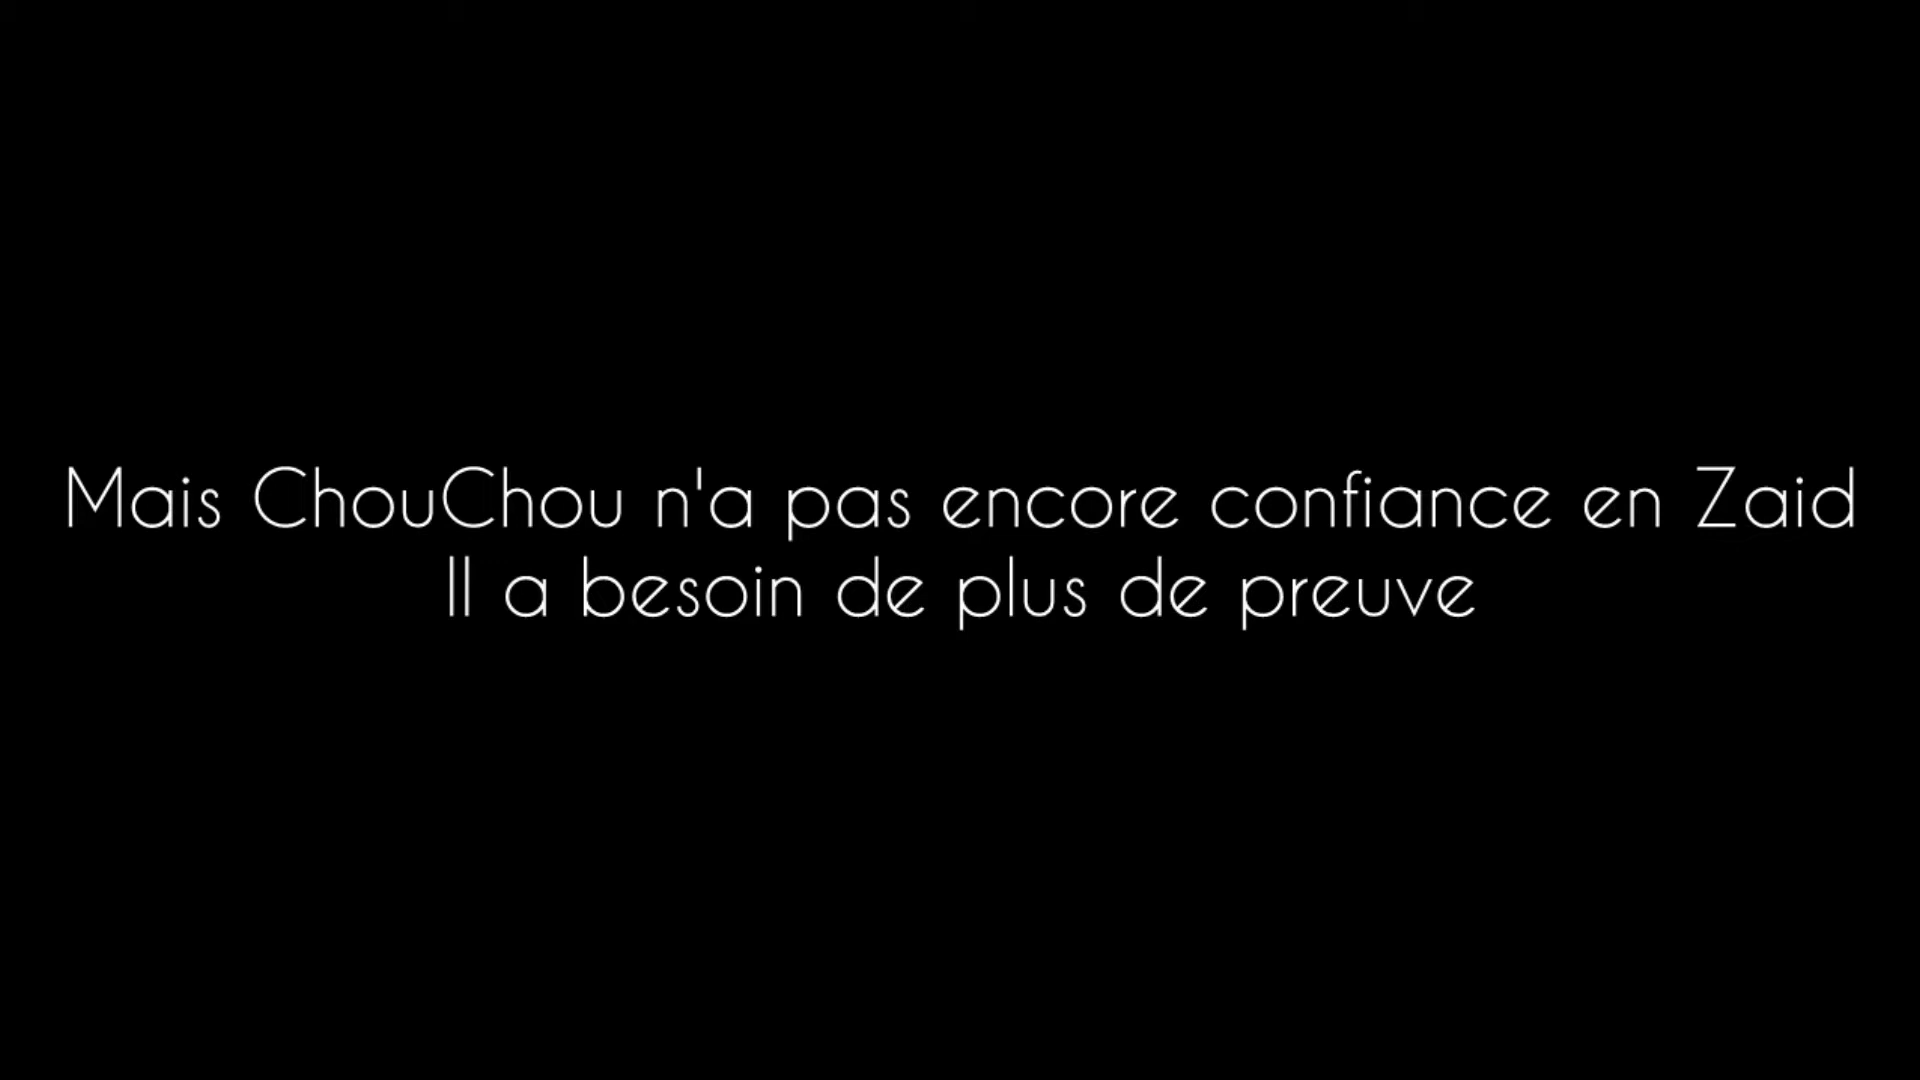 Mais ChouChou n'a pas encore confiance en Zaid
Il a besoin de plus de preuve